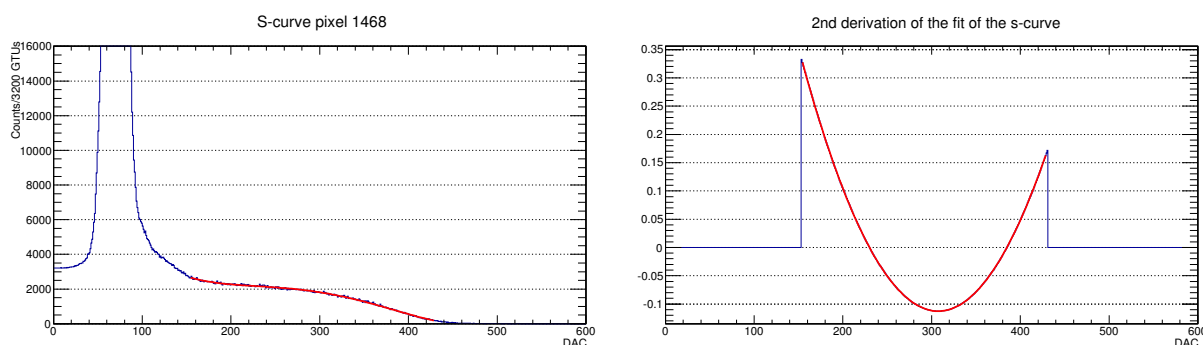 S-curve pixel 1468
Counts/3200 GTUs
16000
14000
12000
10000
8000
6000
4000
2000
0
0 100 200 300 400 500 600
DAC
2nd derivation of the fit of the s-curve
0.35
0.3
0.25
0.2
0.15
0.1
0.05
0
-0.05
-0.1
0 100 200 300 400 500 600
DAC